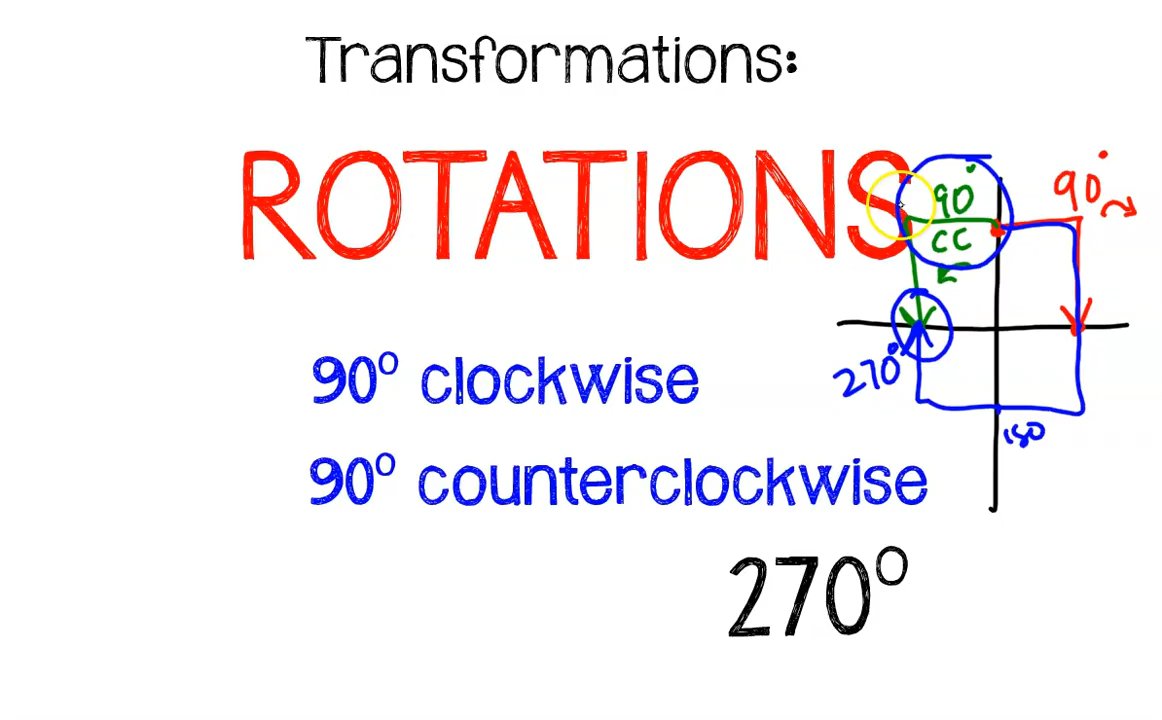 Transformations:
ROTATIONS
90°
90°
CC
90° clockwise
270°
180
90° counterclockwise
270°